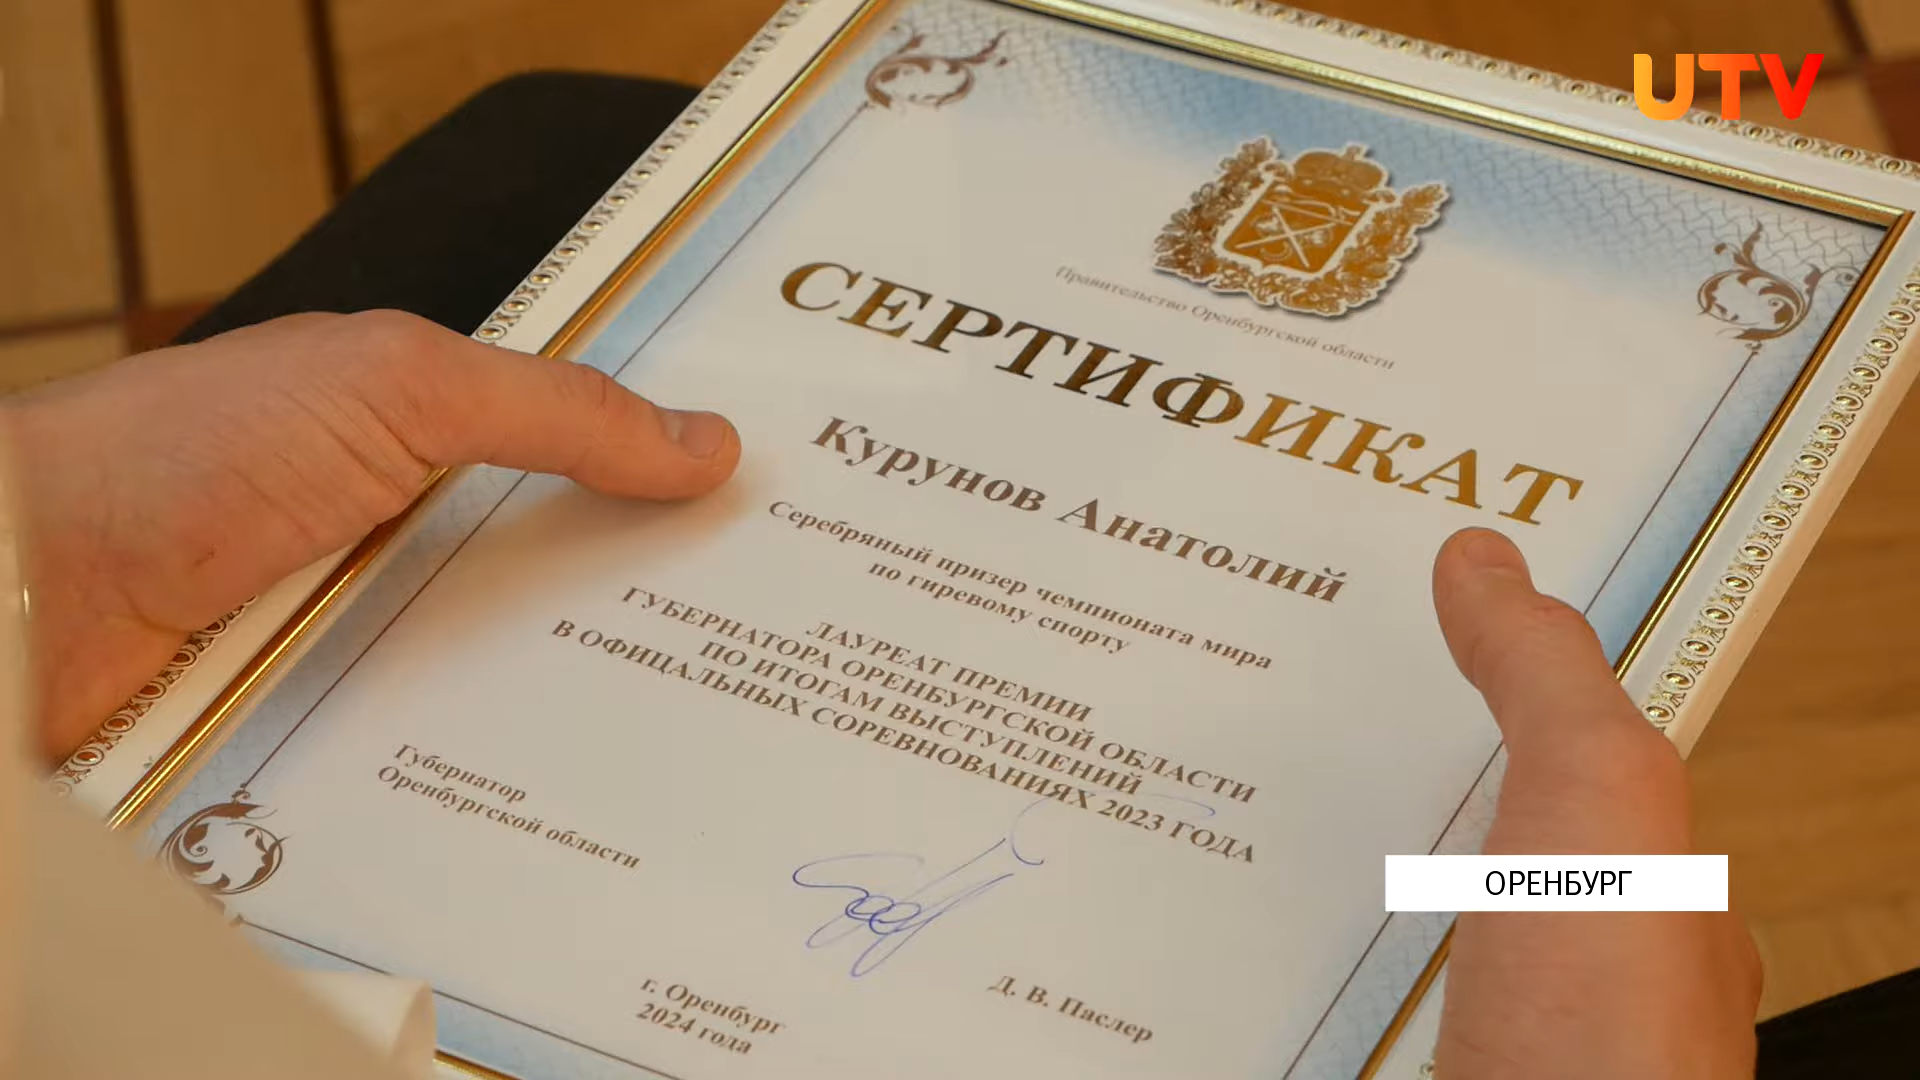 UTV
Правительство Оренбургской области
СЕРТИФИКАТ
Курунов Анатолий
Серебряный призер чемпионата мира
по гиревому спорту
ЛАУРЕАТ ПРЕМИИ
ГУБЕРНАТОРА ОРЕНБУРГСКОЙ ОБЛАСТИ
ПО ИТОГАМ ВЫСТУПЛЕНИЙ
В ОФИЦАЛЬНЫХ СОРЕВНОВАНИЯХ 2023 ГОДА
Губернатор
Оренбургской области
Д. В. Паслер
г. Оренбург
2024 года
ОРЕНБУРГ